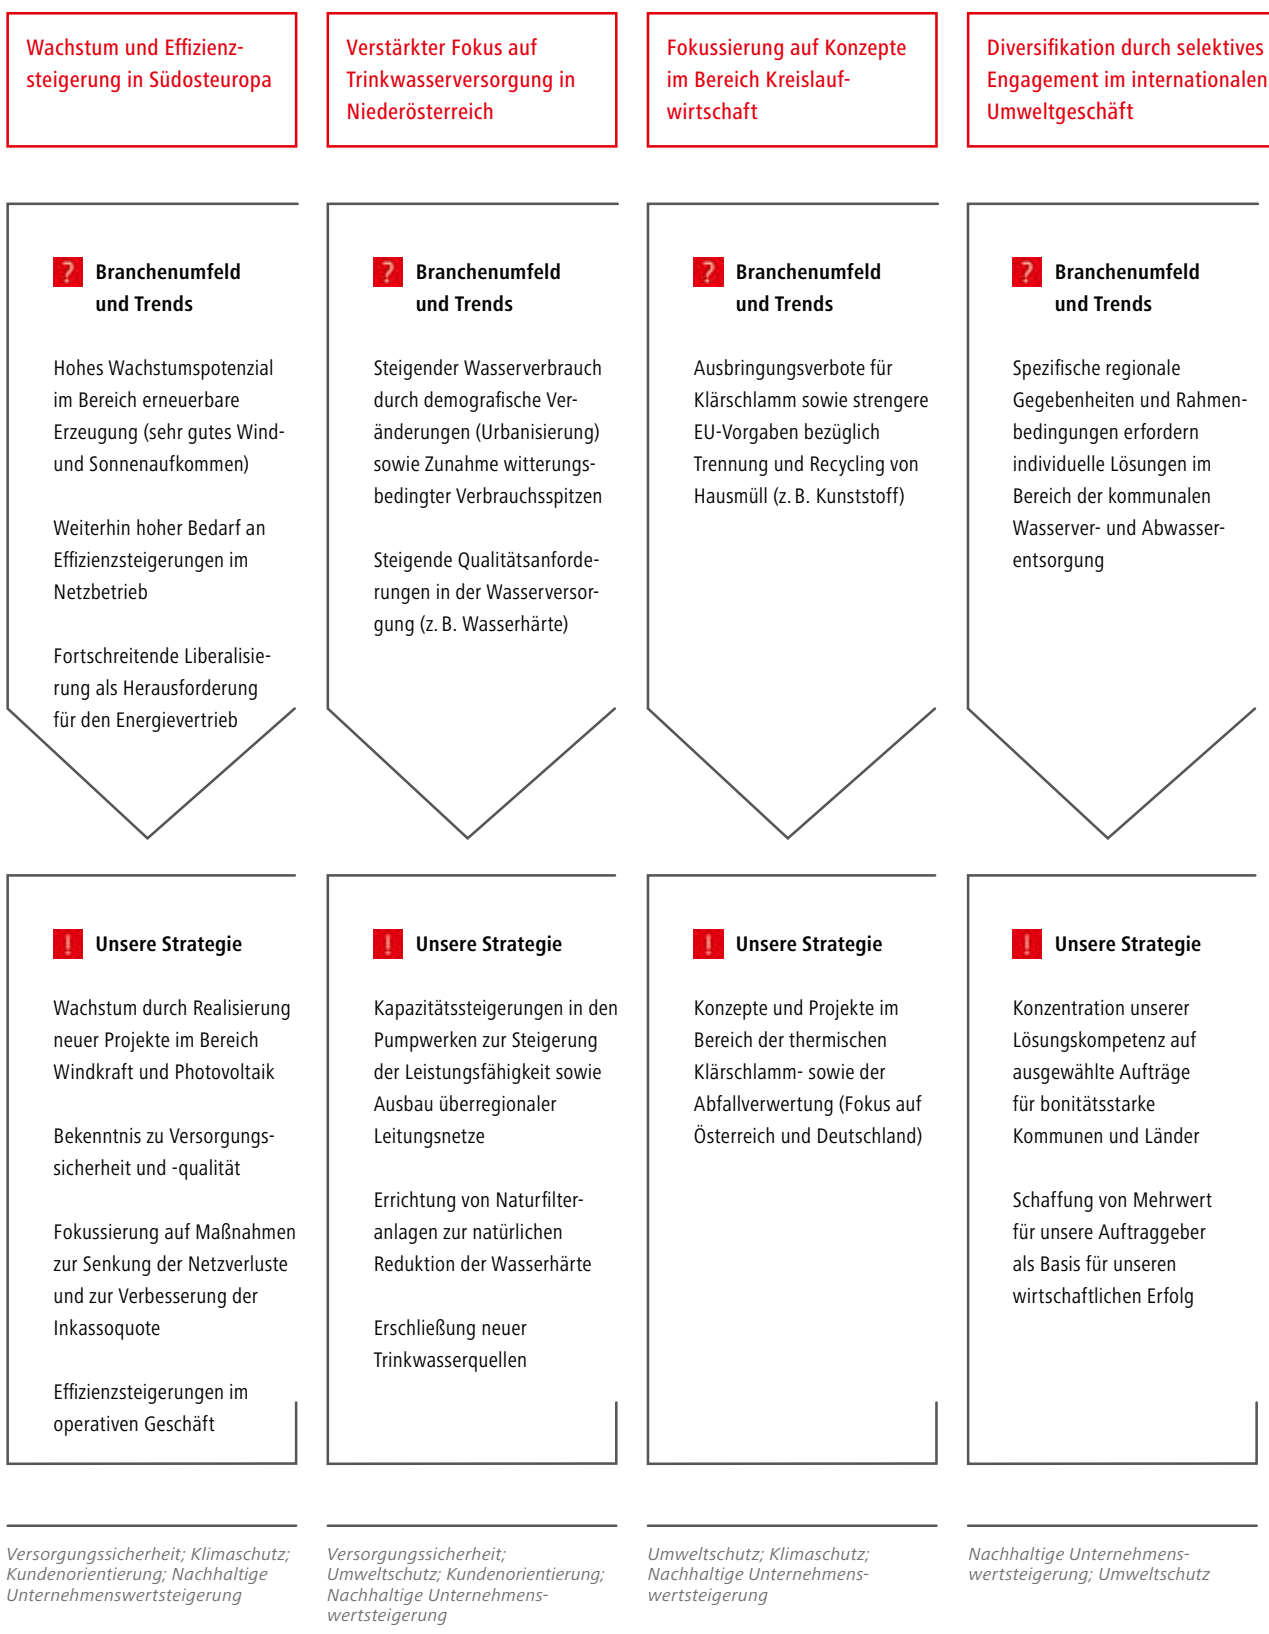 Wachstum und Effizienz-
steigerung in Südosteuropa
Branchenumfeld
und Trends
Hohes Wachstumspotenzial
im Bereich erneuerbare
Erzeugung (sehr gutes Wind-
und Sonnenaufkommen)
Weiterhin hoher Bedarf an
Effizienzsteigerungen im
Netzbetrieb
Fortschreitende Liberalisie-
rung als Herausforderung
für den Energievertrieb
Unsere Strategie
Wachstum durch Realisierung
neuer Projekte im Bereich
Windkraft und Photovoltaik
Bekenntnis zu Versorgungs-
sicherheit und -qualität
Fokussierung auf Maßnahmen
zur Senkung der Netzverluste
und zur Verbesserung der
Inkassoquote
Effizienzsteigerungen im
operativen Geschäft
Versorgungssicherheit; Klimaschutz;
Kundenorientierung; Nachhaltige
Unternehmenswertsteigerung
Verstärkter Fokus auf
Trinkwasserversorgung in
Niederösterreich
Branchenumfeld
und Trends
Steigender Wasserverbrauch
durch demografische Ver-
änderungen (Urbanisierung)
sowie Zunahme witterungs-
bedingter Verbrauchsspitzen
Steigende Qualitätsanforde-
rungen in der Wasserversor-
gung (z. B. Wasserhärte)
Unsere Strategie
Kapazitätssteigerungen in den
Pumpwerken zur Steigerung
der Leistungsfähigkeit sowie
Ausbau überregionaler
Leitungsnetze
Errichtung von Naturfilter-
anlagen zur natürlichen
Reduktion der Wasserhärte
Erschließung neuer
Trinkwasserquellen
Versorgungssicherheit;
Umweltschutz; Kundenorientierung;
Nachhaltige Unternehmens-
wertsteigerung
Fokussierung auf Konzepte
im Bereich Kreislauf-
wirtschaft
Branchenumfeld
und Trends
Ausbringungsverbote für
Klärschlamm sowie strengere
EU-Vorgaben bezüglich
Trennung und Recycling von
Hausmüll (z. B. Kunststoff)
Unsere Strategie
Konzepte und Projekte im
Bereich der thermischen
Klärschlamm- sowie der
Abfallverwertung (Fokus auf
Österreich und Deutschland)
Umweltschutz; Klimaschutz;
Nachhaltige Unternehmens-
wertsteigerung
Diversifikation durch selektives
Engagement im internationalen
Umweltgeschäft
Branchenumfeld
und Trends
Spezifische regionale
Gegebenheiten und Rahmen-
bedingungen erfordern
individuelle Lösungen im
Bereich der kommunalen
Wasserver- und Abwasser-
entsorgung
Unsere Strategie
Konzentration unserer
Lösungskompetenz auf
ausgewählte Aufträge
für bonitätsstarke
Kommunen und Länder
Schaffung von Mehrwert
für unsere Auftraggeber
als Basis für unseren
wirtschaftlichen Erfolg
Nachhaltige Unternehmens-
wertsteigerung; Umweltschutz